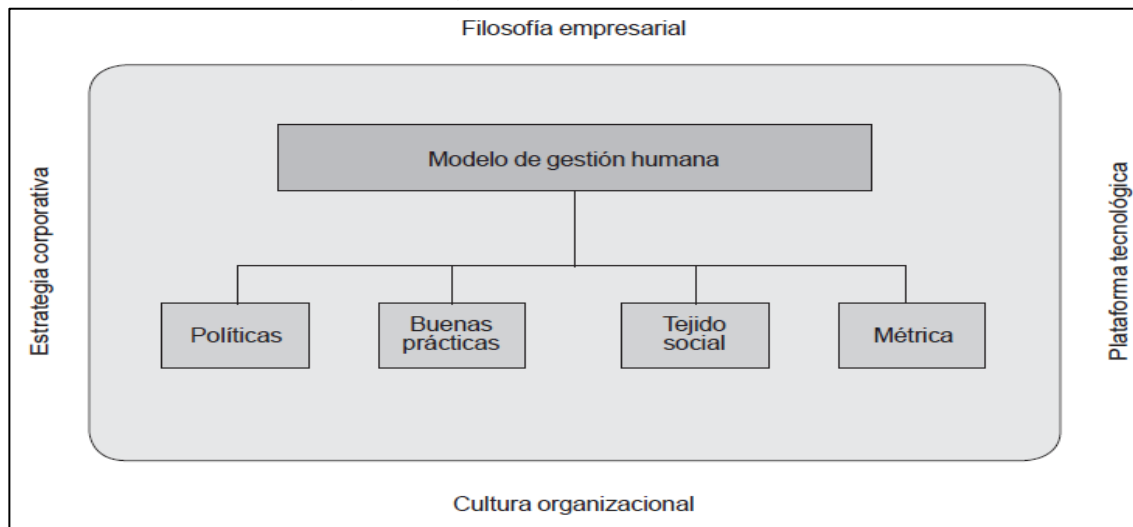 Filosofía empresarial
Estrategia corporativa
Modelo de gestión humana
Políticas
Buenas
prácticas
Tejido
social
Métrica
Plataforma tecnológica
Cultura organizacional